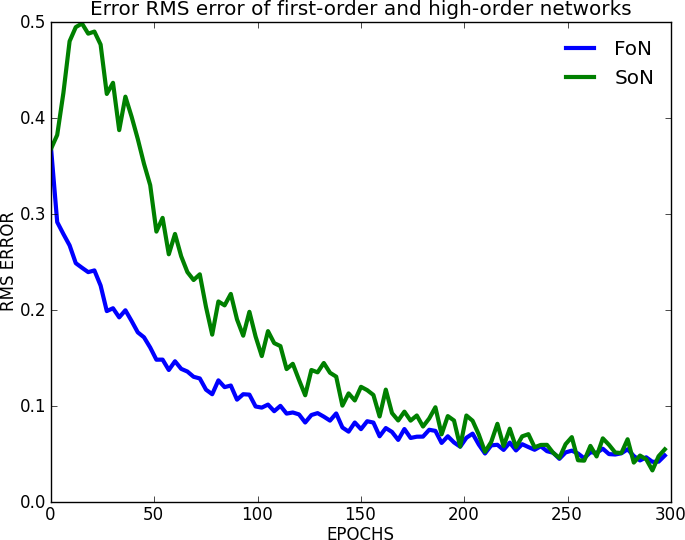 Error RMS error of first-order and high-order networks
FoN
SoN
0.5
0.4
0.3
0.2
0.1
0.0
RMS ERROR
0 50 100 150 200 250 300
EPOCHS